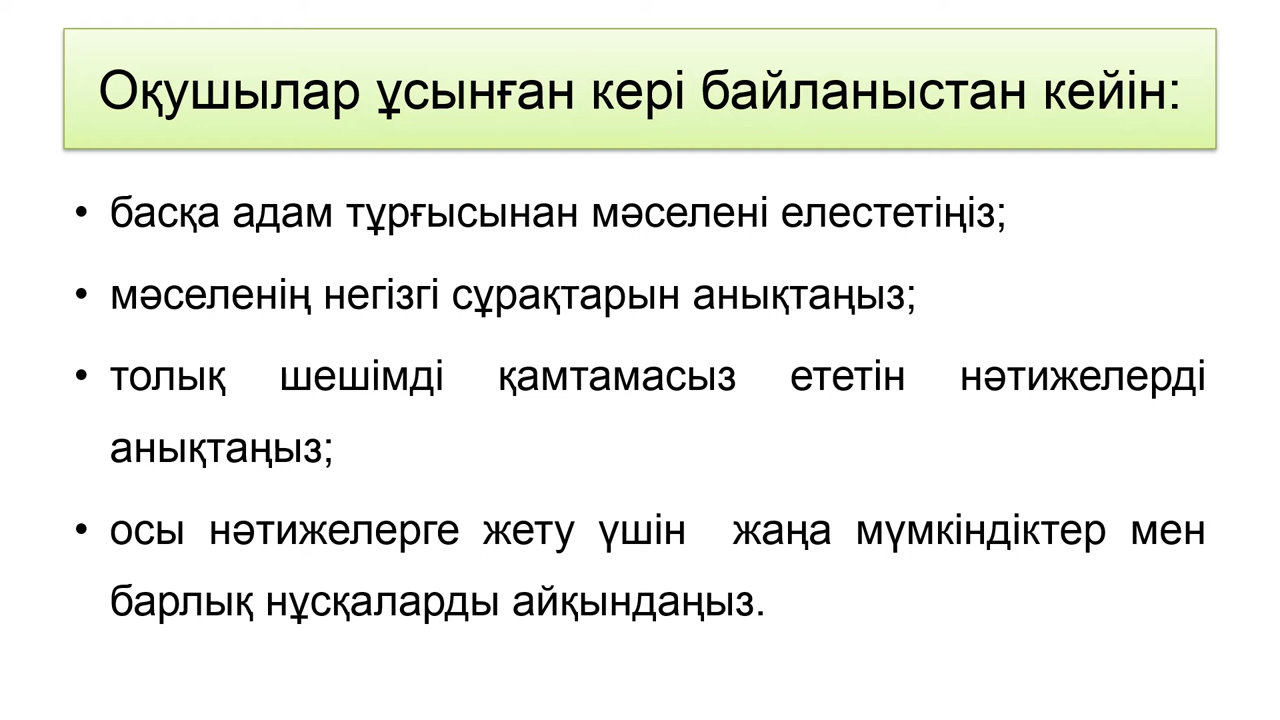 Оқушылар ұсынған кері байланыстан кейін:
• басқа адам тұрғысынан мәселені елестетіңіз;
• мәселенің негізгі сұрақтарын анықтаңыз;
• толық шешімді қамтамасыз ететін нәтижелерді
анықтаңыз;
• осы нәтижелерге жету үшін жаңа мүмкіндіктер мен
барлық нұсқаларды айқындаңыз.